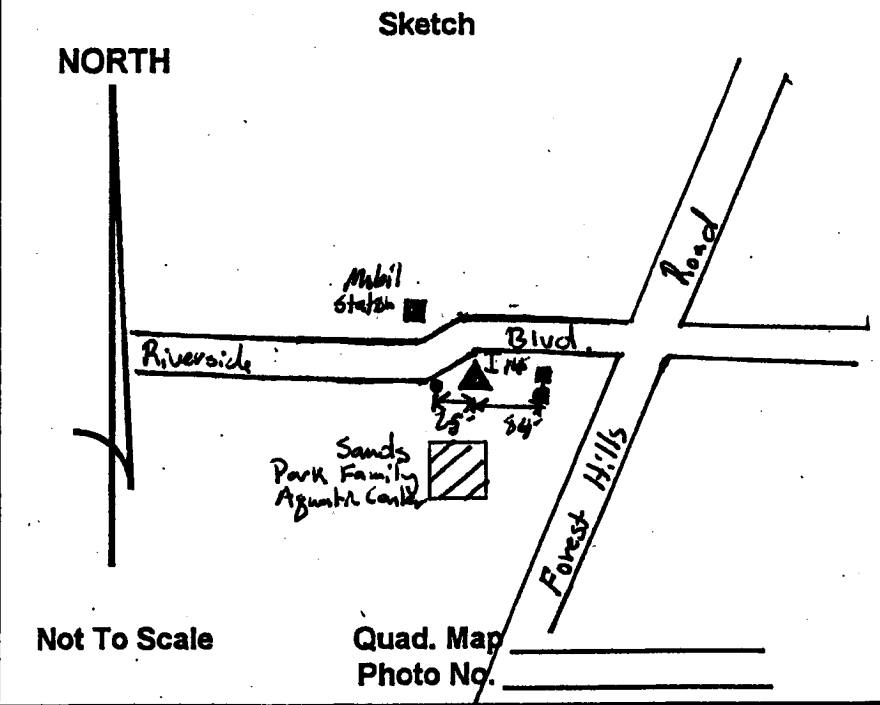 Sketch
NORTH
Road
Mobil
Station
Blvd.
Riverside
25'
84'
Sands
Park Family
Aquatic Center
Forest Hills
Not To Scale
Quad. Map
Photo No.